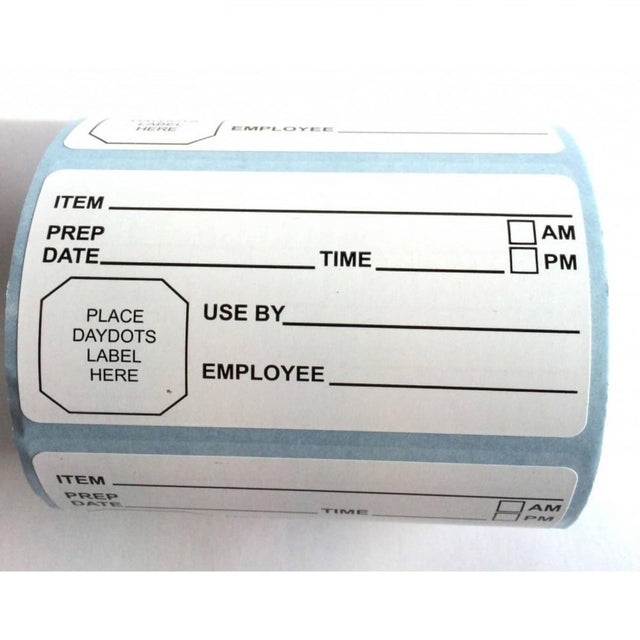 LABEL
HERE
EMPLOYEE
ITEM
PREP
DATE
TIME
AM
PM
PLACE
DAYDOTS
LABEL
HERE
USE BY
EMPLOYEE
ITEM
PREP
DATE
TIME
AM
PM